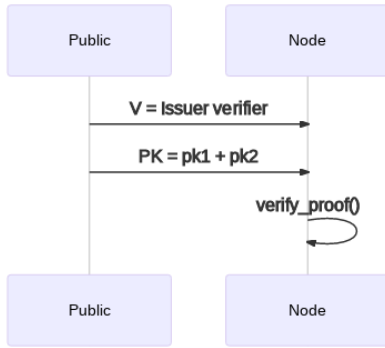 Public
Node
V = Issuer verifier
PK = pk1 + pk2
verify_proof()
Public
Node